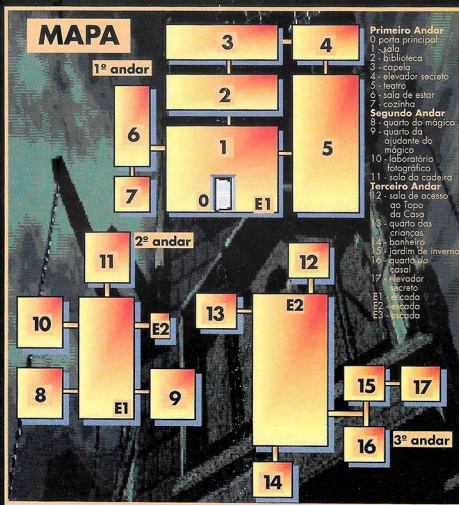 MAPA
1º andar
3
4
2
6
1
5
7
0
E1
Primeiro Andar
0 porta principal
1 - sala
2 - biblioteca
3 - capela
4 - elevador secreto
5 - teatro
6 - sala de estar
7 - cozinha
Segundo Andar
8 - quarto do mágico
9 - quarto da
ajudante do
mágico
10 - laboratório
fotográfico
11 - sala da cadeira
Terceiro Andar
12 - sala de acesso
ao Topo
da Casa
13 - quarto das
crianças
14 - banheiro
15 - jardim de inverno
16 - quarto do
casal
17 - elevador
secreto
E1 - escada
E2 - escada
E3 - escada
2º andar
11
10
E2
8
E1
9
12
E2
13
15
17
16
3º andar
14